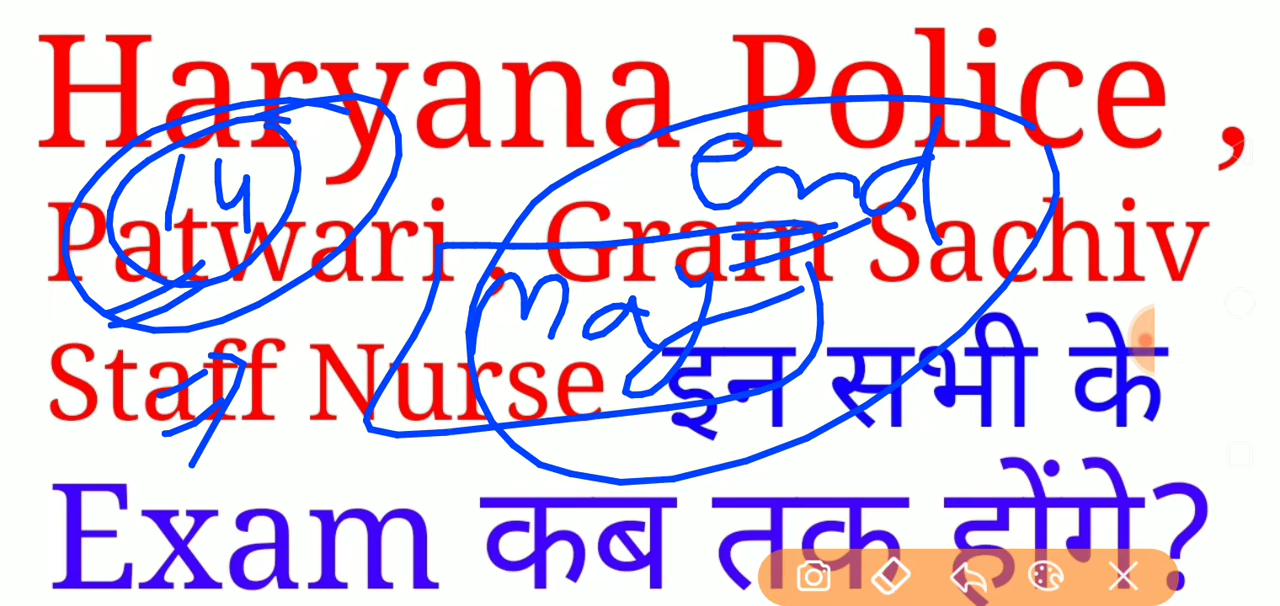 Haryana Police ,
14
end
Patwari , Gram Sachiv
may
Staff Nurse इन सभी के
Exam कब तक होंगे?